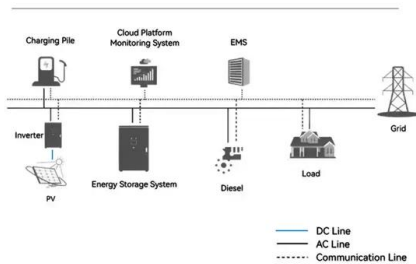 Charging Pile
Cloud Platform
Monitoring System
EMS
Grid
Inverter
PV
Energy Storage System
Diesel
Load
DC Line
AC Line
Communication Line